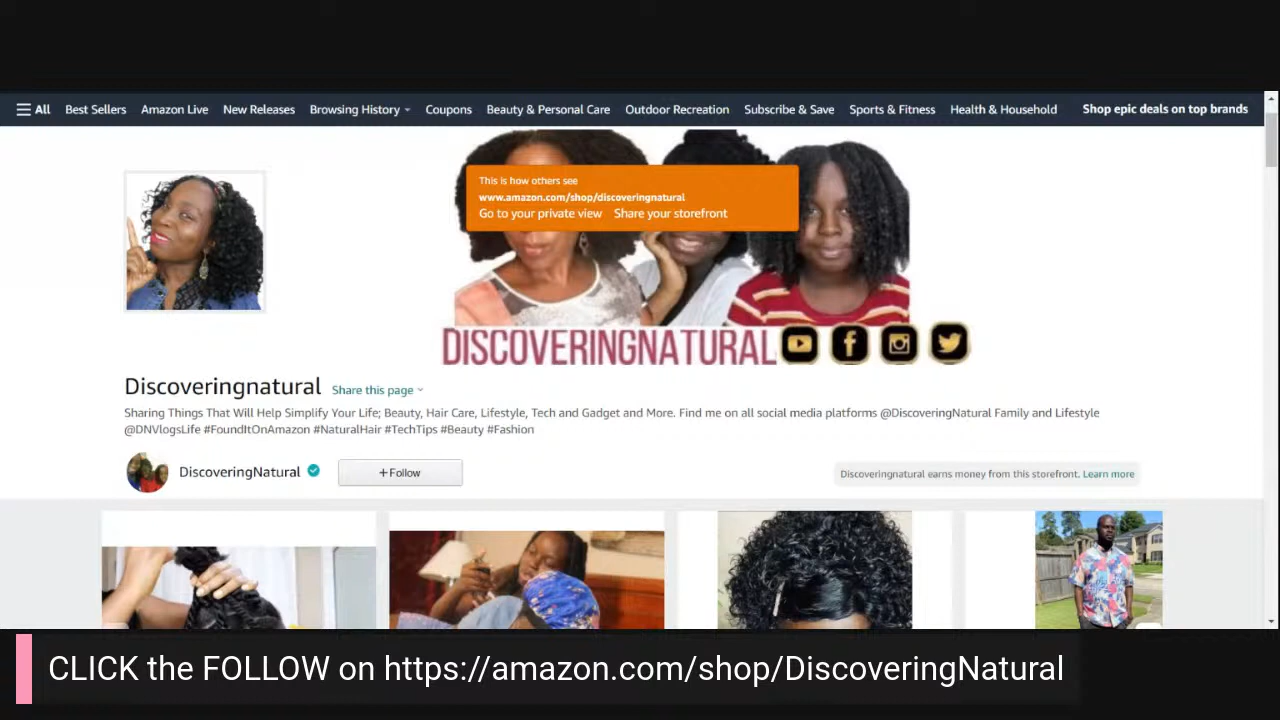 All Best Sellers Amazon Live New Releases Browsing History Coupons Beauty & Personal Care Outdoor Recreation Subscribe & Save Sports & Fitness Health & Household Shop epic deals on top brands
This is how others see
www.amazon.com/shop/discoveringnatural
Go to your private view Share your storefront
DISCOVERINGNATURAL
Discoveringnatural Share this page
Sharing Things That Will Help Simplify Your Life; Beauty, Hair Care, Lifestyle, Tech and Gadget and More. Find me on all social media platforms @DiscoveringNatural Family and Lifestyle
@DNVlogsLife #FoundItOnAmazon #NaturalHair #TechTips #Beauty #Fashion
DiscoveringNatural +Follow Discoveringnatural earns money from this storefront. Learn more
CLICK the FOLLOW on https://amazon.com/shop/DiscoveringNatural